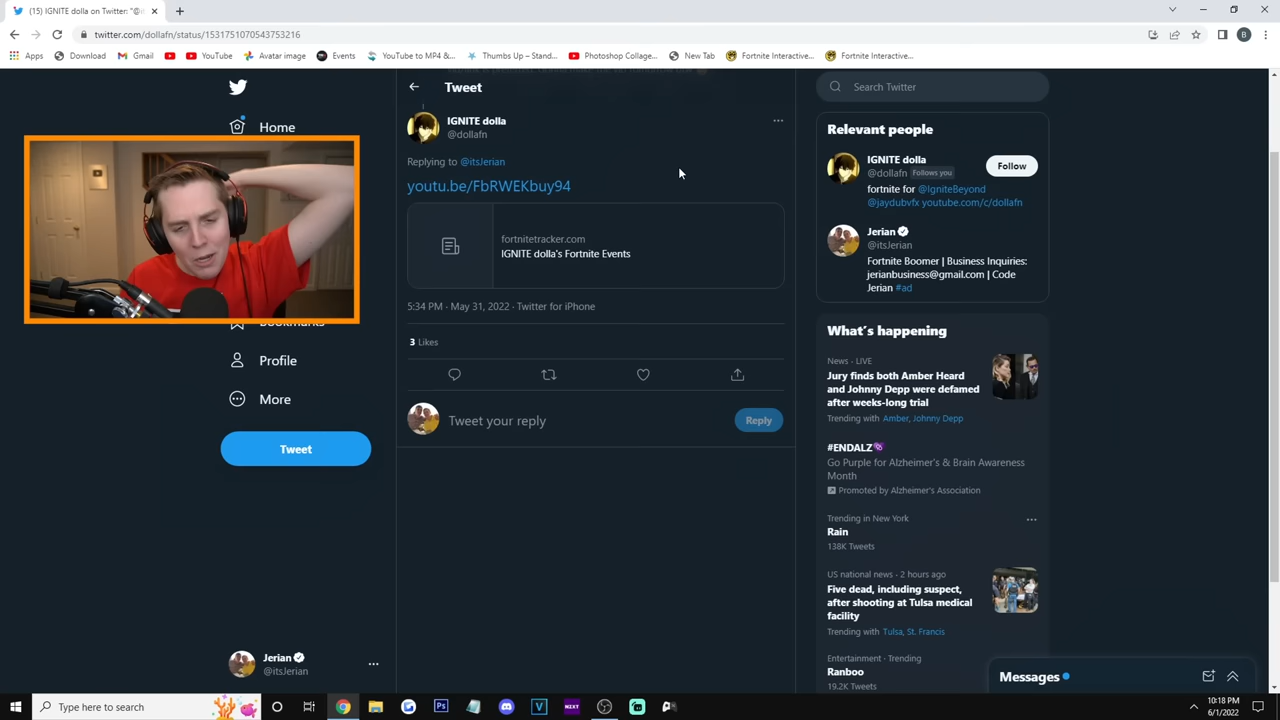 (15) IGNITE dolla on Twitter: "@it
twitter.com/dollafn/status/1531751070543753216
B
Apps
Download
Gmail
YouTube
Avatar image
Events
YouTube to MP4 &...
Thumbs Up – Stand...
Photoshop Collage...
New Tab
Fortnite Interactive...
Fortnite Interactive...
Home
Profile
More
Tweet
Jerian
@itsJerian
Tweet
IGNITE dolla
@dollafn
Replying to @itsJerian
youtu.be/FbRWEKbuy94
fortnitetracker.com
IGNITE dolla's Fortnite Events
5:34 PM · May 31, 2022 · Twitter for iPhone
3 Likes
Tweet your reply
Reply
Search Twitter
Relevant people
IGNITE dolla
@dollafn Follows you
Follow
fortnite for @IgniteBeyond
@jaydubvfx youtube.com/c/dollafn
Jerian
@itsJerian
Fortnite Boomer | Business Inquiries:
jerianbusiness@gmail.com | Code
Jerian #ad
What's happening
News · LIVE
Jury finds both Amber Heard
and Johnny Depp were defamed
after weeks-long trial
Trending with Amber, Johnny Depp
#ENDALZ
Go Purple for Alzheimer's & Brain Awareness
Month
Promoted by Alzheimer's Association
Trending in New York
Rain
138K Tweets
US national news · 2 hours ago
Five dead, including suspect,
after shooting at Tulsa medical
facility
Trending with Tulsa, St. Francis
Entertainment · Trending
Ranboo
19.2K Tweets
Messages
Type here to search
Ps
V
NEXT
10:18 PM
6/1/2022